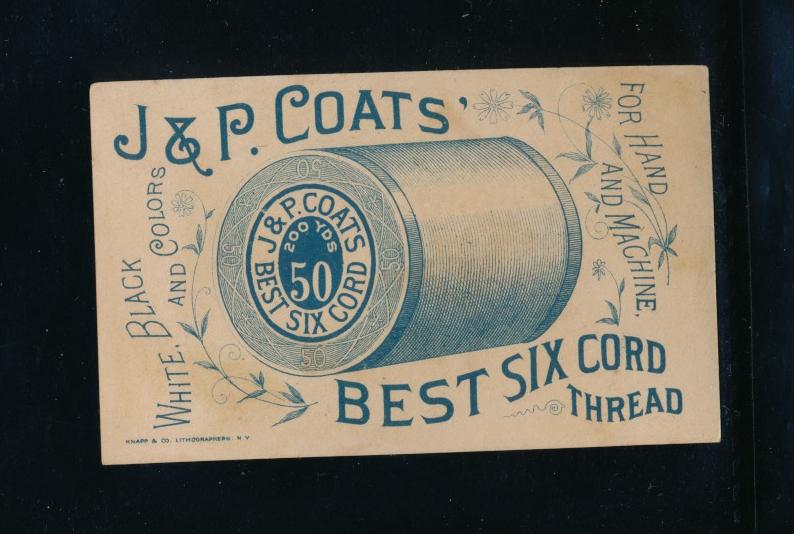 J & P. COATS'
FOR HAND
AND MACHINE.
WHITE, BLACK
AND COLORS
50
50
50
50
J & P. COATS
200 YDS
50
BEST SIX CORD
BEST SIX CORD
THREAD
KNAPP & CO. LITHOGRAPHERS. N.Y.